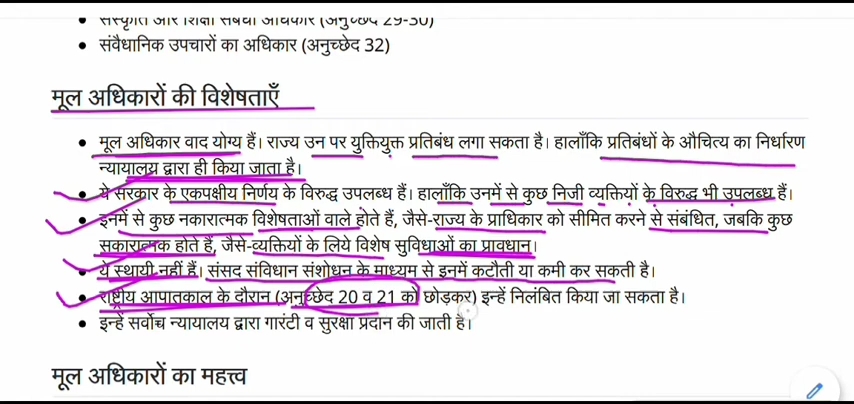 संस्कृति और शिक्षा संबंधी अधिकार (अनुच्छेद 29-30)
संवैधानिक उपचारों का अधिकार (अनुच्छेद 32)
मूल अधिकारों की विशेषताएँ
मूल अधिकार वाद योग्य हैं। राज्य उन पर युक्तियुक्त प्रतिबंध लगा सकता है। हालाँकि प्रतिबंधों के औचित्य का निर्धारण
न्यायालय द्वारा ही किया जाता है।
ये सरकार के एकपक्षीय निर्णय के विरुद्ध उपलब्ध हैं। हालाँकि उनमें से कुछ निजी व्यक्तियों के विरुद्ध भी उपलब्ध हैं।
इनमें से कुछ नकारात्मक विशेषताओं वाले होते हैं, जैसे-राज्य के प्राधिकार को सीमित करने से संबंधित, जबकि कुछ
सकारात्मक होते हैं, जैसे-व्यक्तियों के लिये विशेष सुविधाओं का प्रावधान।
ये स्थायी नहीं हैं। संसद संविधान संशोधन के माध्यम से इनमें कटौती या कमी कर सकती है।
राष्ट्रीय आपातकाल के दौरान (अनुच्छेद 20 व 21 को छोड़कर) इन्हें निलंबित किया जा सकता है।
इन्हें सर्वोच्च न्यायालय द्वारा गारंटी व सुरक्षा प्रदान की जाती है।
मूल अधिकारों का महत्त्व